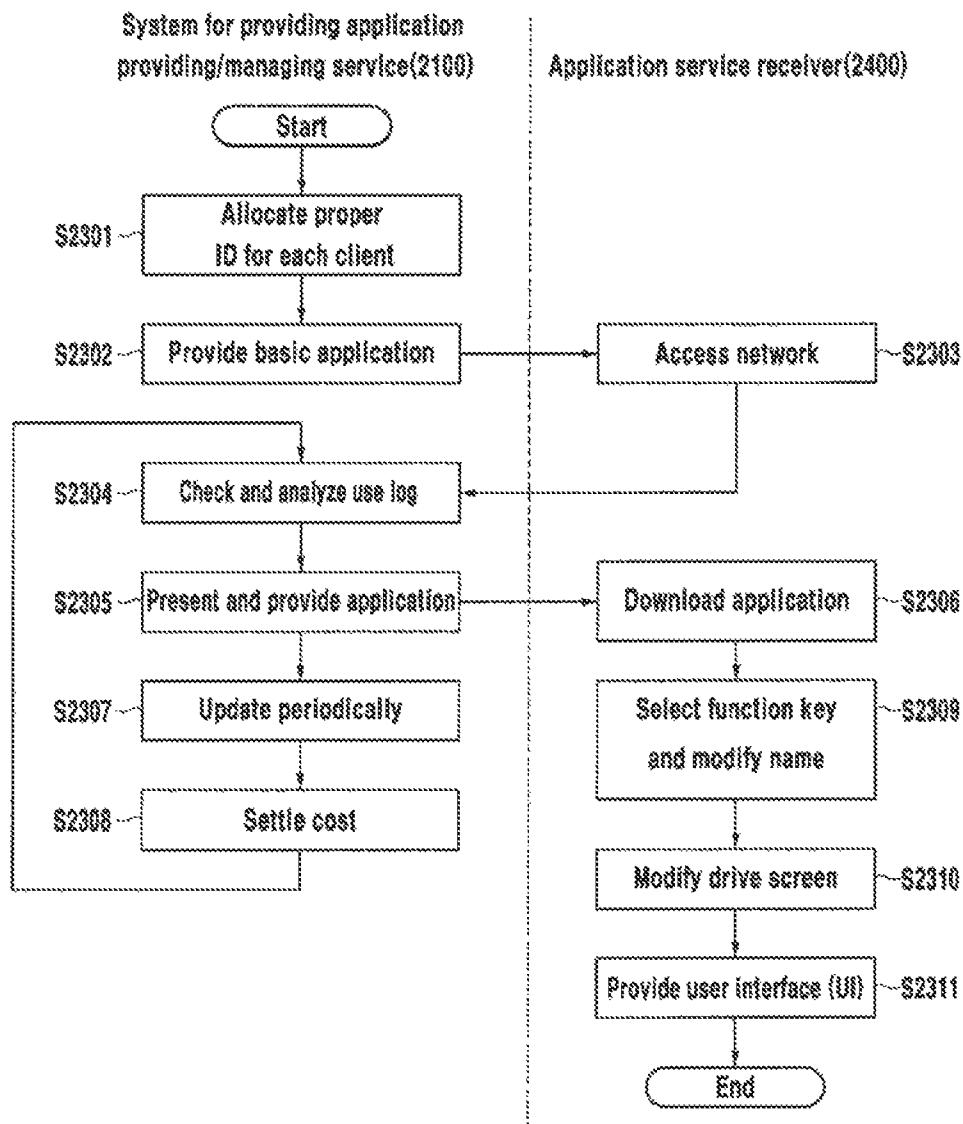 System for providing application
providing/managing service(2100)
Application service receiver(2400)
Start
S2301
Allocate proper
ID for each client
S2302
Provide basic application
Access network
S2303
S2304
Check and analyze use log
S2305
Present and provide application
Download application
S2306
S2307
Update periodically
Select function key
and modify name
S2309
S2308
Settle cost
Modify drive screen
S2310
Provide user interface (UI)
S2311
End